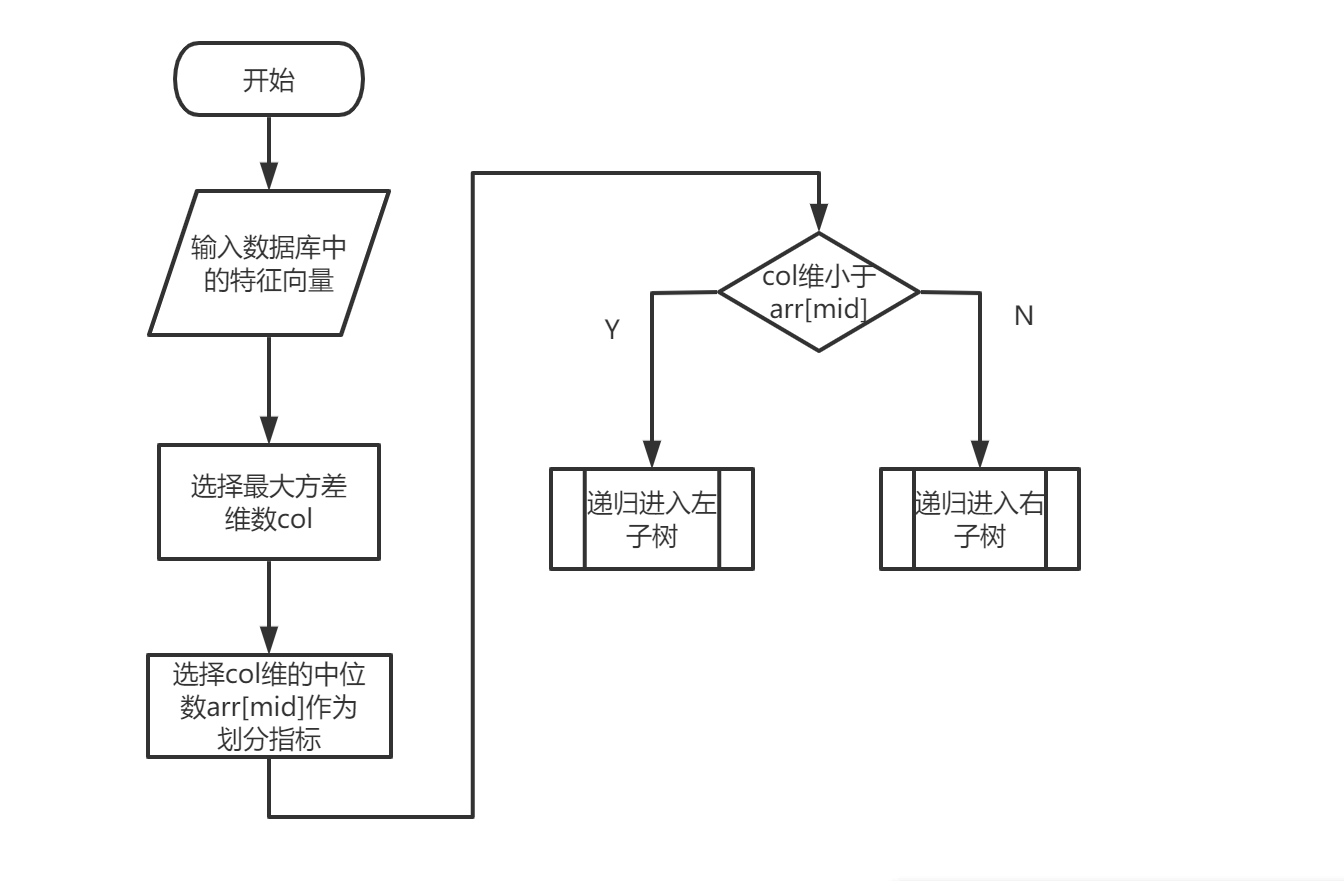 开始
输入数据库中
的特征向量
选择最大方差
维数col
选择col维的中位
数arr[mid]作为
划分指标
col维小于
arr[mid]
Y
N
递归进入左
子树
递归进入右
子树